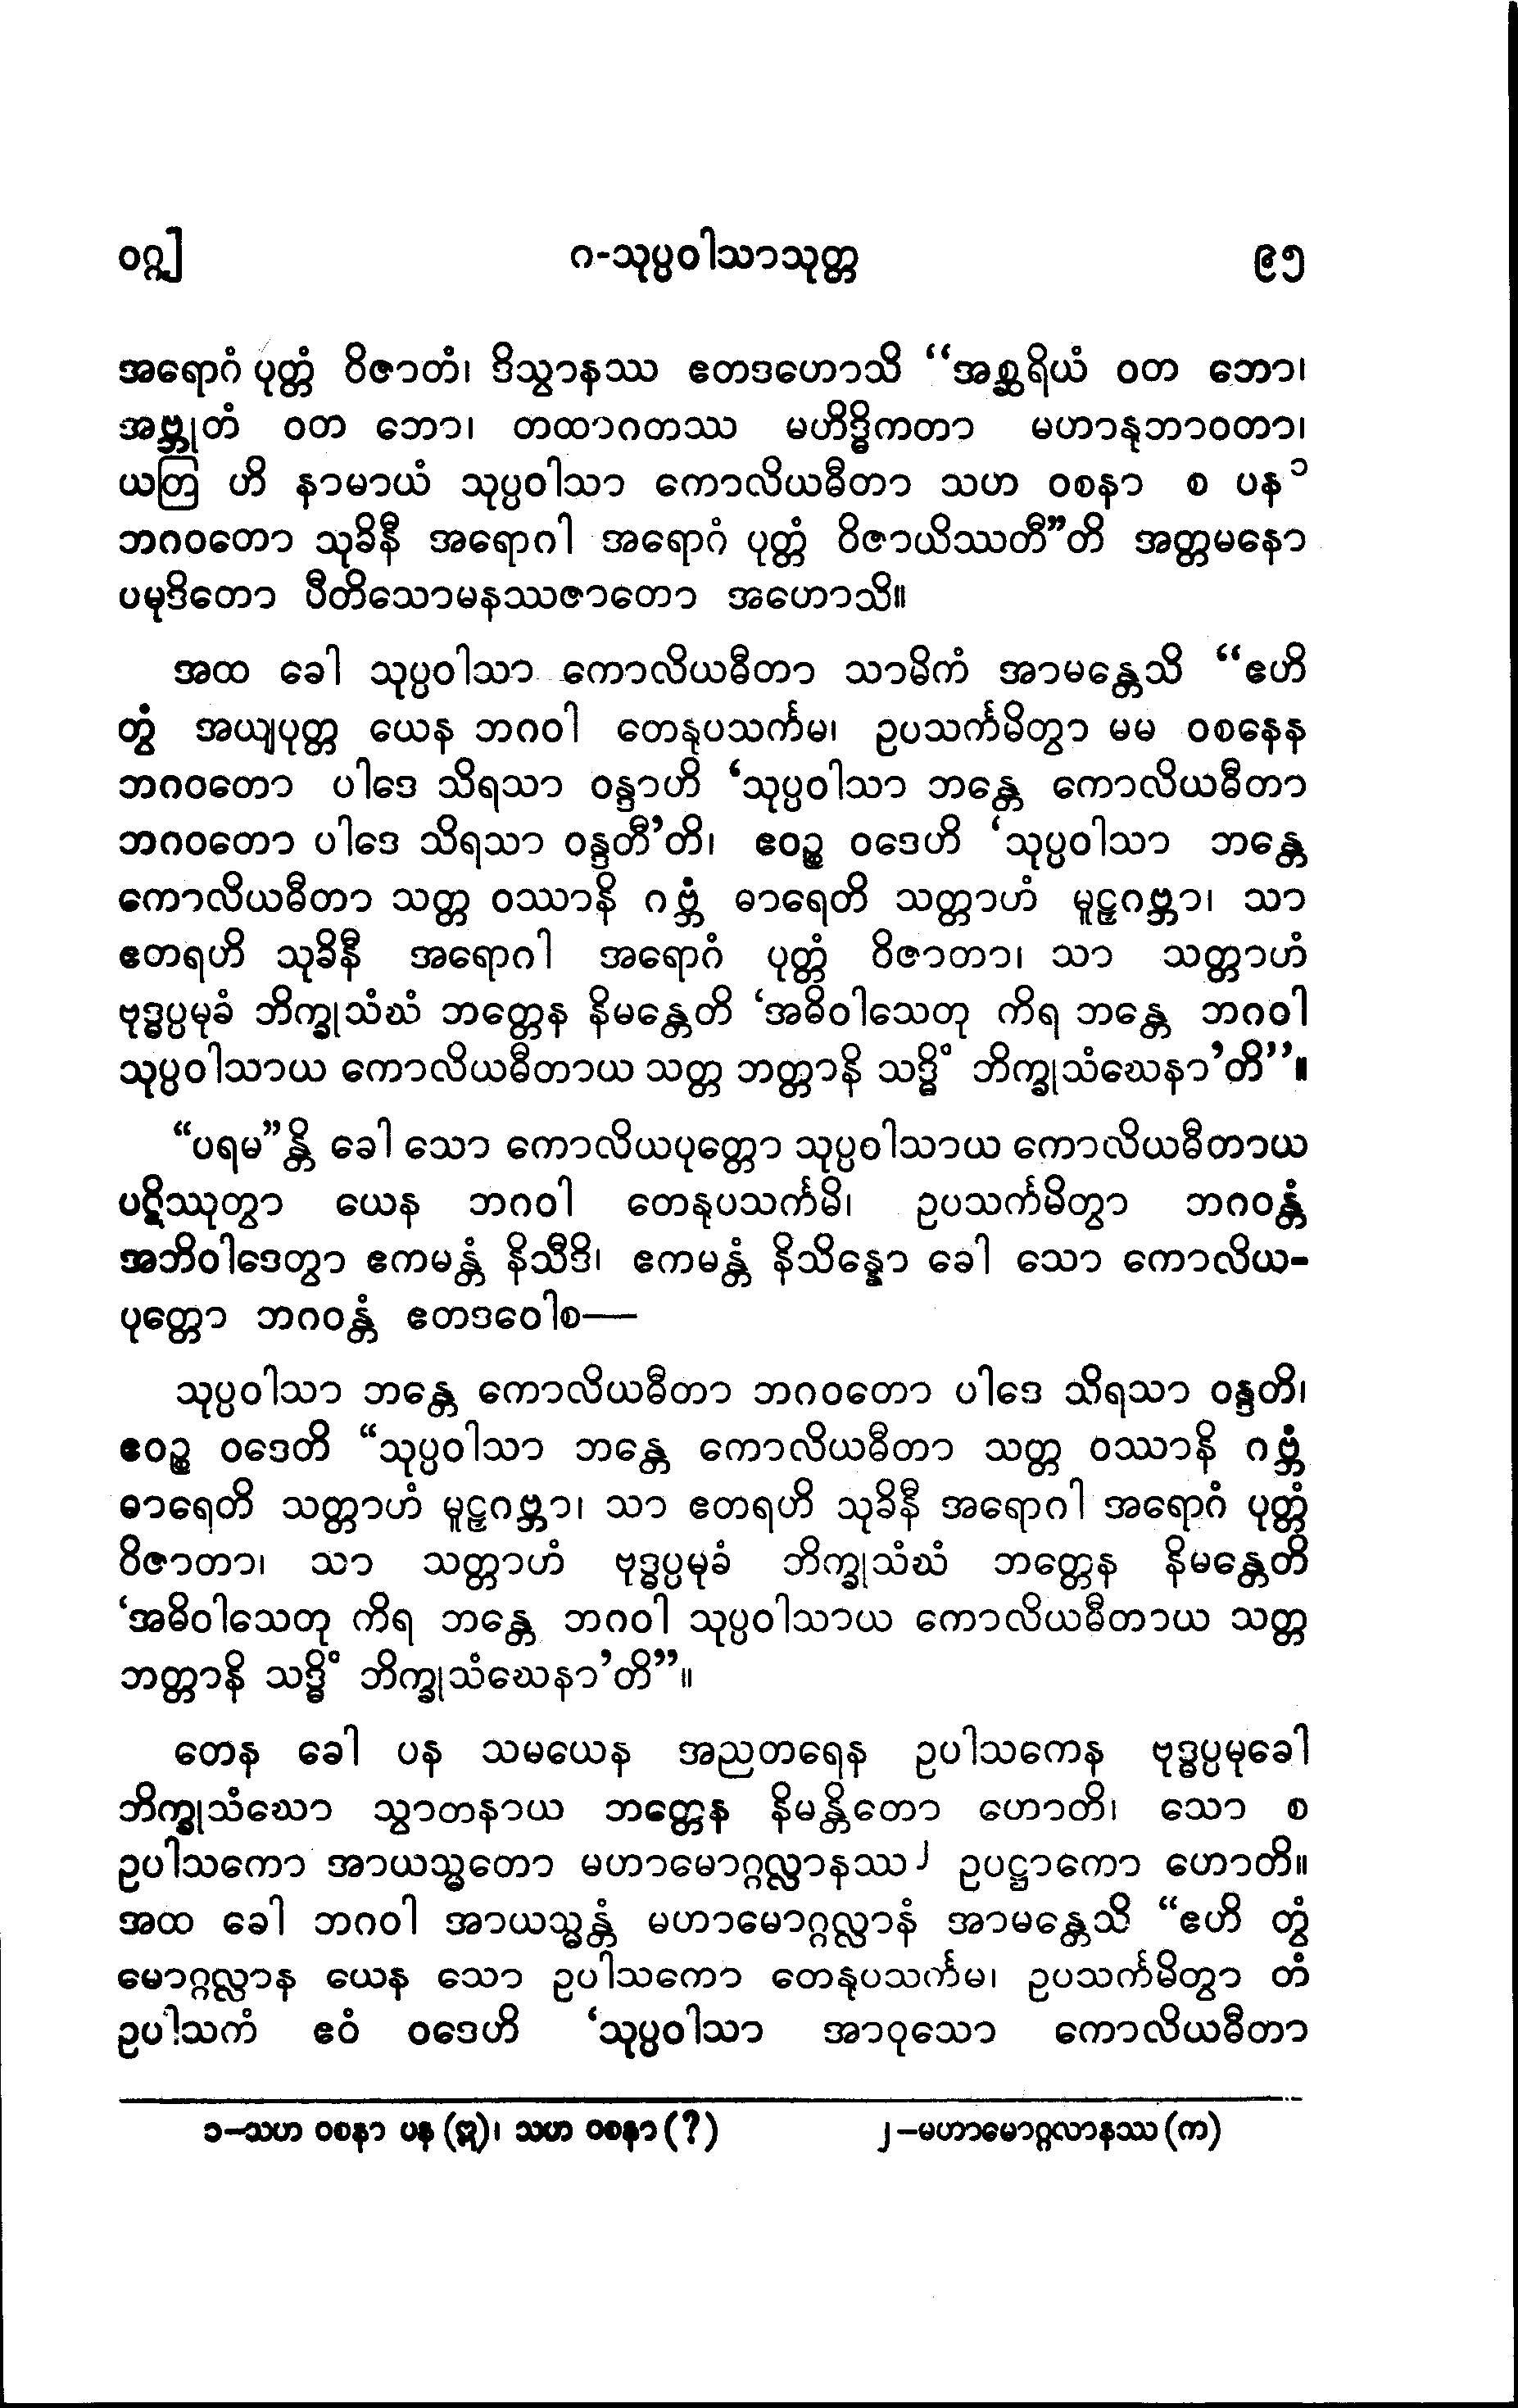 ဝဂ္ဂ]
ဂ-သုပ္ပဝါသာသုတ္တ
၉၅
အရောဂံ ပုတ္တံ ဝိဇာတံ၊ ဒိသွာနဿ ဧတဒဟောသိ “အစ္ဆရိယံ ဝတ ဘော၊
အဗ္ဘုတံ ဝတ ဘော၊ တထာဂတဿ မဟိဒ္ဓိကတာ မဟာနုဘာဝတာ၊
ယတြ ဟိ နာမာယံ သုပ္ပဝါသာ ကောလိယဓီတာ သဟ ဝစနာ စ ပန၁
ဘဂဝတော သုခိနီ အရောဂါ အရောဂံ ပုတ္တံ ဝိဇာယိဿတီ”တိ အတ္တမနော
ပမုဒိတော ပီတိသောမနဿဇာတော အဟောသိ။
အထ ခေါ သုပ္ပဝါသာ ကောလိယဓီတာ သာမိကံ အာမန္တေသိ “ဧဟိ
တွံ အယျပုတ္တ ယေန ဘဂဝါ တေနုပသင်္ကမ၊ ဥပသင်္ကမိတွာ မမ ဝစနေန
ဘဂဝတော ပါဒေ သိရသာ ဝန္ဒာဟိ ‘သုပ္ပဝါသာ ဘန္တေ ကောလိယဓီတာ
ဘဂဝတော ပါဒေ သိရသာ ဝန္ဒတီ’တိ၊ ဧဝဉ္စ ဝဒေဟိ ‘သုပ္ပဝါသာ ဘန္တေ
ကောလိယဓီတာ သတ္တ ဝဿာနိ ဂဗ္ဘံ ဓာရေတိ သတ္တာဟံ မူဠှဂဗ္ဘာ၊ သာ
ဧတရဟိ သုခိနီ အရောဂါ အရောဂံ ပုတ္တံ ဝိဇာတာ၊ သာ သတ္တာဟံ
ဗုဒ္ဓပ္ပမုခံ ဘိက္ခုသံဃံ ဘတ္တေန နိမန္တေတိ ‘အဓိဝါသေတု ကိရ ဘန္တေ ဘဂဝါ
သုပ္ပဝါသာယ ကောလိယဓီတာယ သတ္တ ဘတ္တာနိ သဒ္ဓိံ ဘိက္ခုသံဃေနာ’တိ’’။
“ပရမ”န္တိ ခေါ သော ကောလိယပုတ္တော သုပ္ပဝါသာယ ကောလိယဓီတာယ
ပဋိဿုတွာ ယေန ဘဂဝါ တေနုပသင်္ကမိ၊ ဥပသင်္ကမိတွာ ဘဂဝန္တံ
အဘိဝါဒေတွာ ဧကမန္တံ နိသီဒိ၊ ဧကမန္တံ နိသိန္နော ခေါ သော ကောလိယ-
ပုတ္တော ဘဂဝန္တံ ဧတဒဝေါစ—
သုပ္ပဝါသာ ဘန္တေ ကောလိယဓီတာ ဘဂဝတော ပါဒေ သိရသာ ဝန္ဒတိ၊
ဧဝဉ္စ ဝဒေတိ “သုပ္ပဝါသာ ဘန္တေ ကောလိယဓီတာ သတ္တ ဝဿာနိ ဂဗ္ဘံ
ဓာရေတိ သတ္တာဟံ မူဠှဂဗ္ဘာ၊ သာ ဧတရဟိ သုခိနီ အရောဂါ အရောဂံ ပုတ္တံ
ဝိဇာတာ၊ သာ သတ္တာဟံ ဗုဒ္ဓပ္ပမုခံ ဘိက္ခုသံဃံ ဘတ္တေန နိမန္တေတိ
‘အဓိဝါသေတု ကိရ ဘန္တေ ဘဂဝါ သုပ္ပဝါသာယ ကောလိယဓီတာယ သတ္တ
ဘတ္တာနိ သဒ္ဓိံ ဘိက္ခုသံဃေနာ’တိ”။
တေန ခေါ ပန သမယေန အညတရေန ဥပါသကေန ဗုဒ္ဓပ္ပမုခေါ
ဘိက္ခုသံဃော သွာတနာယ ဘတ္တေန နိမန္တိတော ဟောတိ၊ သော စ
ဥပါသကော အာယသ္မတော မဟာမောဂ္ဂလ္လာနဿ၂ ဥပဋ္ဌာကော ဟောတိ။
အထ ခေါ ဘဂဝါ အာယသ္မန္တံ မဟာမောဂ္ဂလ္လာနံ အာမန္တေသိ “ဧဟိ တွံ
မောဂ္ဂလ္လာန ယေန သော ဥပါသကော တေနုပသင်္ကမ၊ ဥပသင်္ကမိတွာ တံ
ဥပါသကံ ဧဝံ ဝဒေဟိ ‘သုပ္ပဝါသာ အာဝုသော ကောလိယဓီတာ
၁–သဟ ဝစနာ ပန (ဣ)၊ သဟ ဝစနာ (?)
၂–မဟာမောဂ္ဂလာနဿ (က)